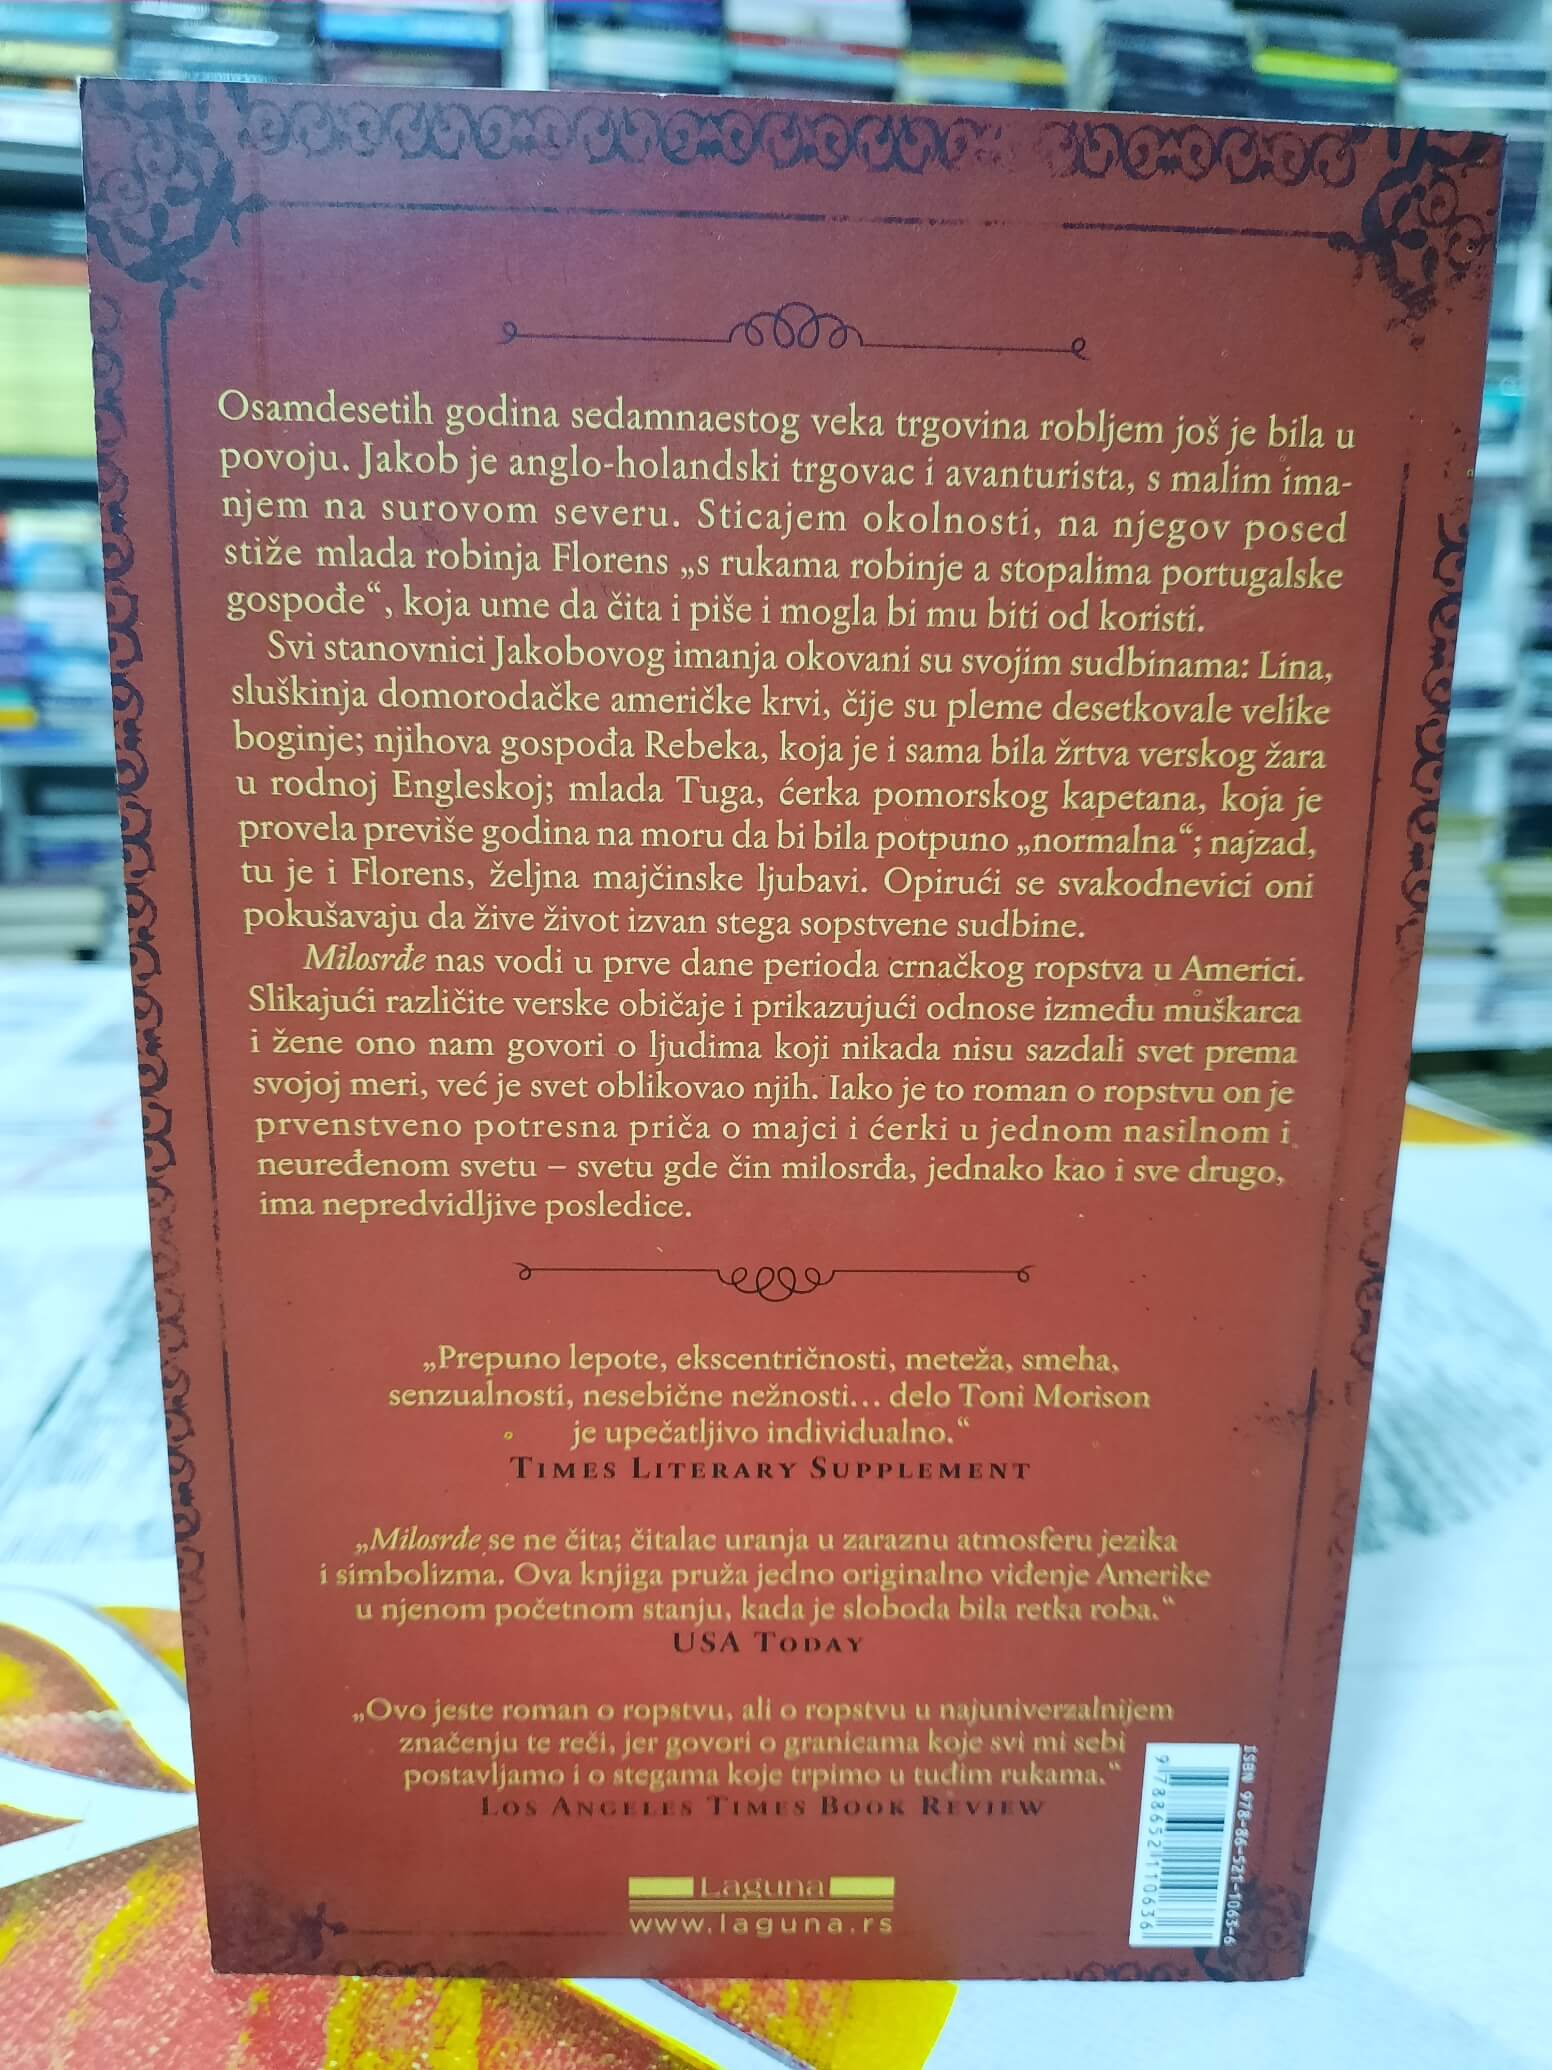 Osamdesetih godina sedamnaestog veka trgovina robljem još je bila u
povoju. Jakob je anglo-holandski trgovac i avanturista, s malim ima-
njem na surovom severu. Sticajem okolnosti, na njegov posed
stiže mlada robinja Florens „s rukama robinje a stopalima portugalske
gospođe“, koja ume da čita i piše i mogla bi mu biti od koristi.
Svi stanovnici Jakobovog imanja okovani su svojim sudbinama: Lina,
sluškinja domorodačke američke krvi, čije su pleme desetkovale velike
boginje; njihova gospođa Rebeka, koja je i sama bila žrtva verskog žara
u rodnoj Engleskoj; mlada Tuga, ćerka pomorskog kapetana, koja je
provela previše godina na moru da bi bila potpuno „normalna“; najzad,
tu je i Florens, željna majčinske ljubavi. Opirući se svakodnevici oni
pokušavaju da žive život izvan stega sopstvene sudbine.
Milosrđe nas vodi u prve dane perioda crnačkog ropstva u Americi.
Slikajući različite verske običaje i prikazujući odnose između muškarca
i žene ono nam govori o ljudima koji nikada nisu sazdali svet prema
svojoj meri, već je svet oblikovao njih. Iako je to roman o ropstvu on je
prvenstveno potresna priča o majci i ćerki u jednom nasilnom i
neuređenom svetu – svetu gde čin milosrđa, jednako kao i sve drugo,
ima nepredvidljive posledice.
„Prepuno lepote, ekscentričnosti, meteža, smeha,
senzualnosti, nesebične nežnosti... delo Toni Morison
je upečatljivo individualno.“
TIMES LITERARY SUPPLEMENT
„Milosrđe se ne čita; čitalac uranja u zaraznu atmosferu jezika
i simbolizma. Ova knjiga pruža jedno originalno viđenje Amerike
u njenom početnom stanju, kada je sloboda bila retka roba.“
USA TODAY
„Ovo jeste roman o ropstvu, ali o ropstvu u najuniverzalnijem
značenju te reči, jer govori o granicama koje svi mi sebi
postavljamo i o stegama koje trpimo u tuđim rukama.“
LOS ANGELES TIMES BOOK REVIEW
Laguna
www.laguna.rs
ISBN 978-86-521-1063-6
9 788652 110636